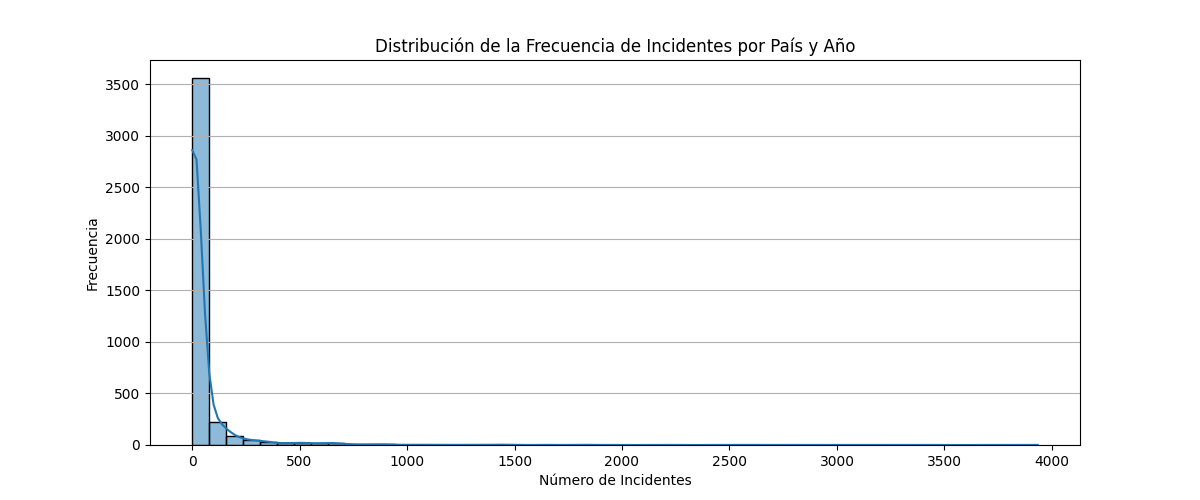 Distribución de la Frecuencia de Incidentes por País y Año
3500
3000
2500
2000
1500
1000
500
0
Frecuencia
0 500 1000 1500 2000 2500 3000 3500 4000
Número de Incidentes